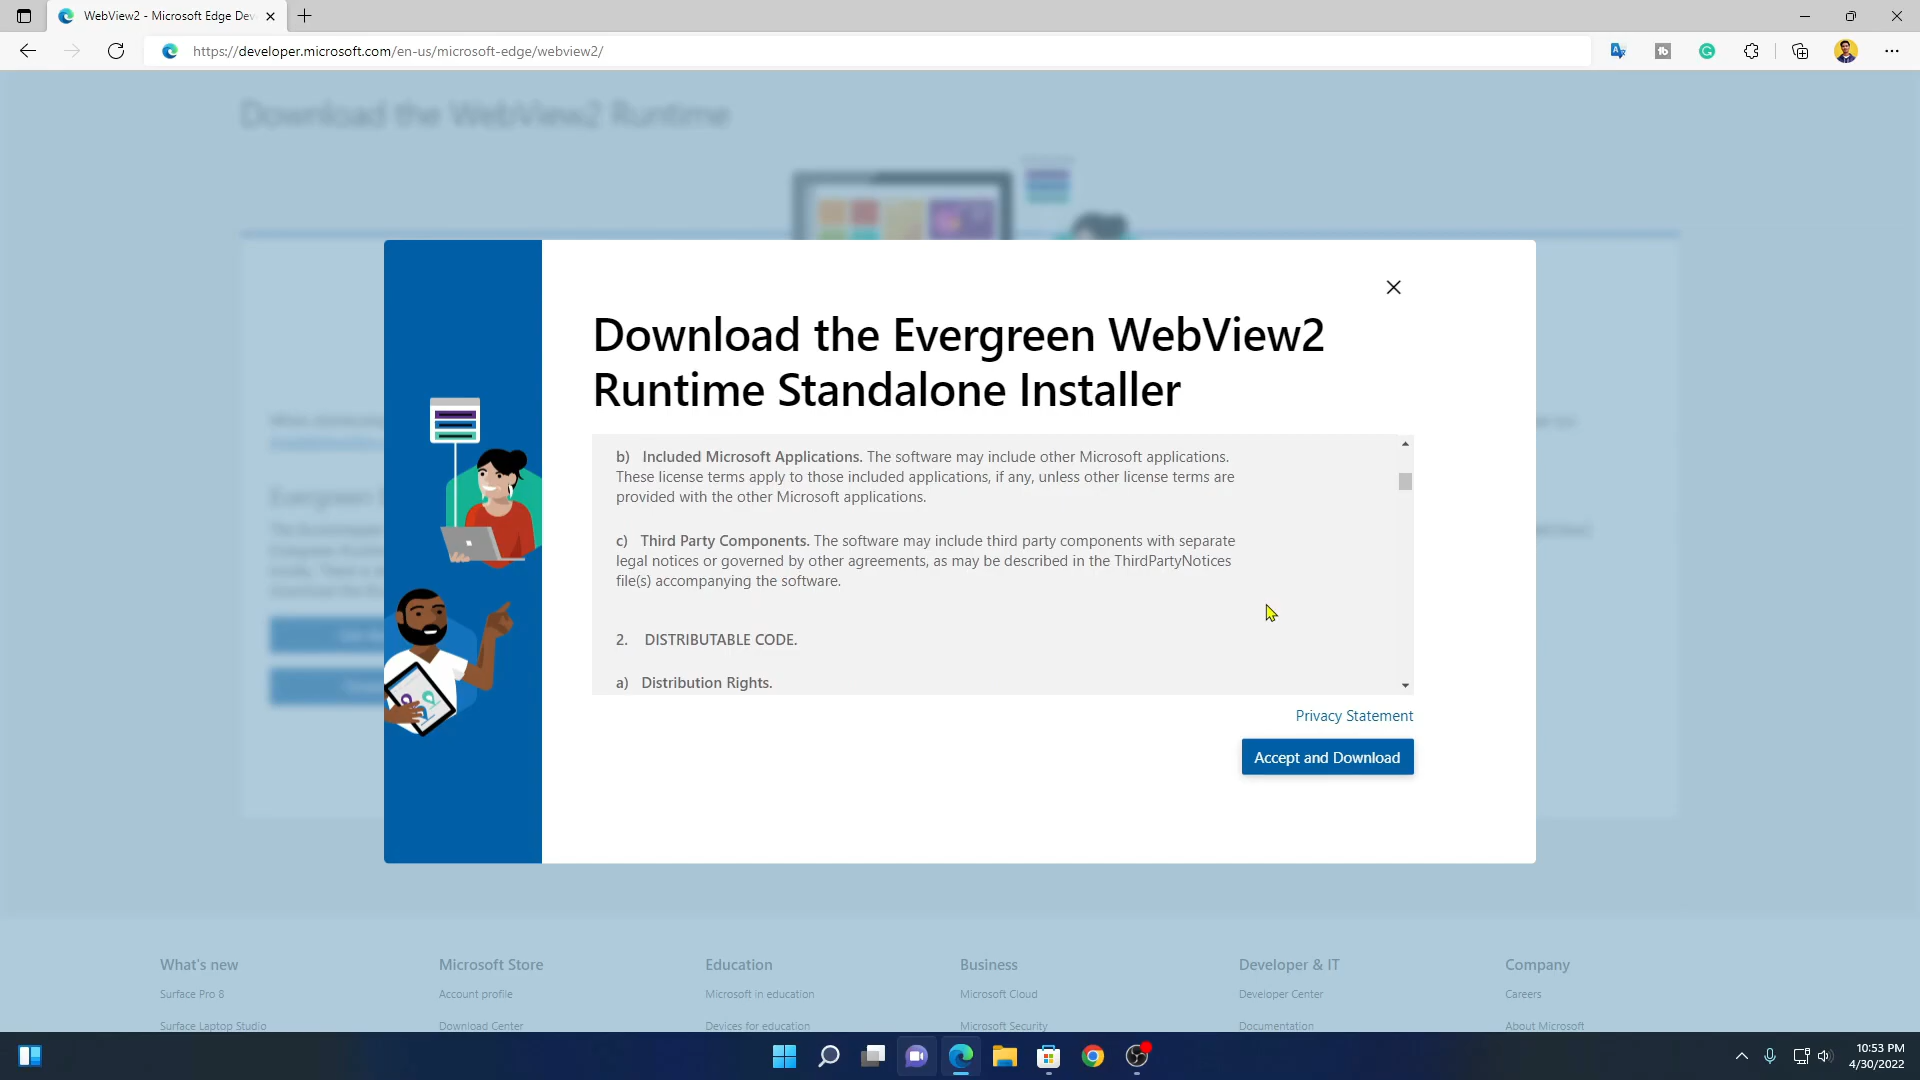 WebView2 - Microsoft Edge Dev
https://developer.microsoft.com/en-us/microsoft-edge/webview2/
Download the WebView2 Runtime
Download the Evergreen WebView2
Runtime Standalone Installer
b) Included Microsoft Applications. The software may include other Microsoft applications.
These license terms apply to those included applications, if any, unless other license terms are
provided with the other Microsoft applications.
c) Third Party Components. The software may include third party components with separate
legal notices or governed by other agreements, as may be described in the ThirdPartyNotices
file(s) accompanying the software.
2. DISTRIBUTABLE CODE.
a) Distribution Rights.
Privacy Statement
Accept and Download
What's new
Surface Pro 8
Surface Laptop Studio
Microsoft Store
Account profile
Download Center
Education
Microsoft in education
Devices for education
Business
Microsoft Cloud
Microsoft Security
Developer & IT
Developer Center
Documentation
Company
Careers
About Microsoft
10:53 PM
4/30/2022